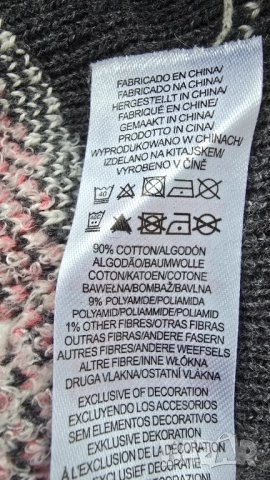 FABRICADO EN CHINA/
FABRICADO NA CHINA/
HERGESTELLT IN CHINA/
FABRIQUÉ EN CHINE/
GEMAAKT IN CHINA/
PRODOTTO IN CINA/
WYPRODUKOWANO W CHINACH/
IZDELANO NA KITAJSKEM/
VYROBENO V ČÍNĚ
40
90% COTTON/ALGODÓN
ALGODÃO/BAUMWOLLE
COTON/KATOEN/COTONE
BAWEŁNA/BOMBAŽ/BAVLNA
9% POLYAMIDE/POLIAMIDA
POLYAMID/POLIAMMIDE/POLIAMID
1% OTHER FIBRES/OTRAS FIBRAS
OUTRAS FIBRAS/ANDERE FASERN
AUTRES FIBRES/ANDERE WEEFSELS
ALTRE FIBRE/INNE WŁÓKNA
DRUGA VLAKNA/OSTATNÍ VLÁKNA
EXCLUSIVE OF DECORATION
EXCLUYENDO LOS ACCESORIOS
SEM ELEMENTOS DECORATIVOS
EXKLUSIVE DEKORATION
À L'EXCLUSION DE LA DÉCORATION
EXCLUSIEF DECORATIE